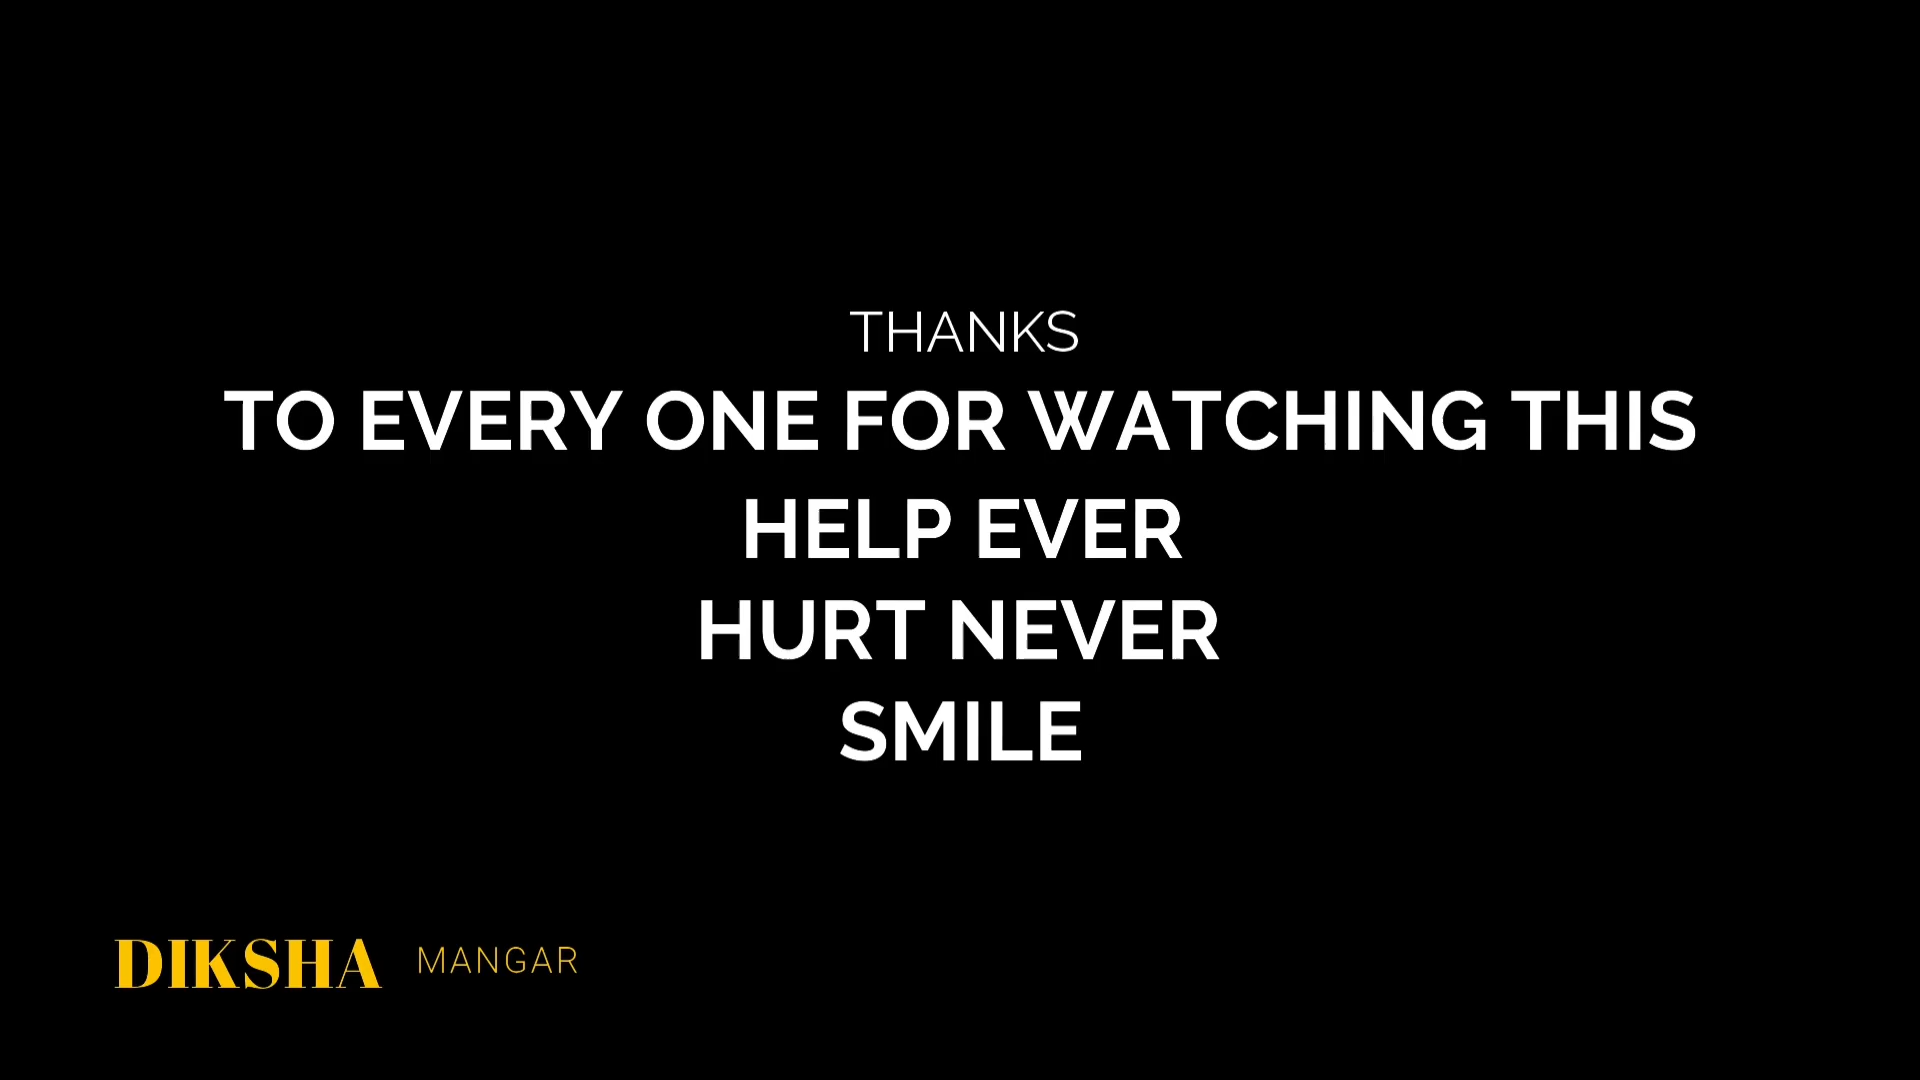 THANKS
TO EVERY ONE FOR WATCHING THIS
HELP EVER
HURT NEVER
SMILE
DIKSHA MANGAR